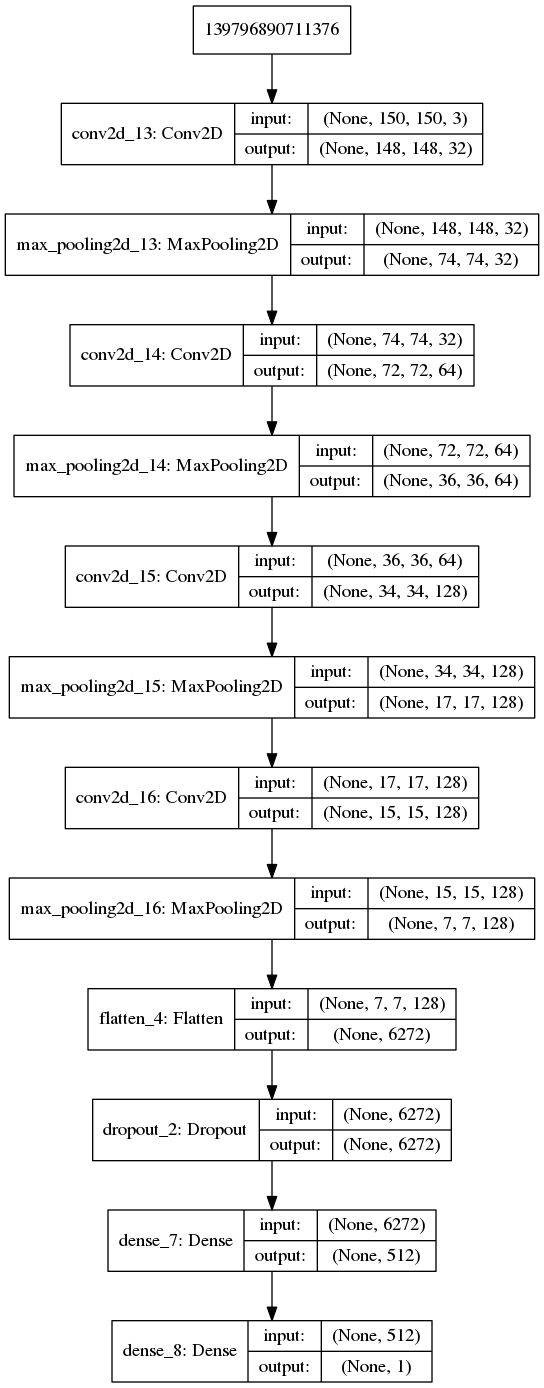 139796890711376
conv2d_13: Conv2D
input: (None, 150, 150, 3)
output: (None, 148, 148, 32)
max_pooling2d_13: MaxPooling2D
input: (None, 148, 148, 32)
output: (None, 74, 74, 32)
conv2d_14: Conv2D
input: (None, 74, 74, 32)
output: (None, 72, 72, 64)
max_pooling2d_14: MaxPooling2D
input: (None, 72, 72, 64)
output: (None, 36, 36, 64)
conv2d_15: Conv2D
input: (None, 36, 36, 64)
output: (None, 34, 34, 128)
max_pooling2d_15: MaxPooling2D
input: (None, 34, 34, 128)
output: (None, 17, 17, 128)
conv2d_16: Conv2D
input: (None, 17, 17, 128)
output: (None, 15, 15, 128)
max_pooling2d_16: MaxPooling2D
input: (None, 15, 15, 128)
output: (None, 7, 7, 128)
flatten_4: Flatten
input: (None, 7, 7, 128)
output: (None, 6272)
dropout_2: Dropout
input: (None, 6272)
output: (None, 6272)
dense_7: Dense
input: (None, 6272)
output: (None, 512)
dense_8: Dense
input: (None, 512)
output: (None, 1)